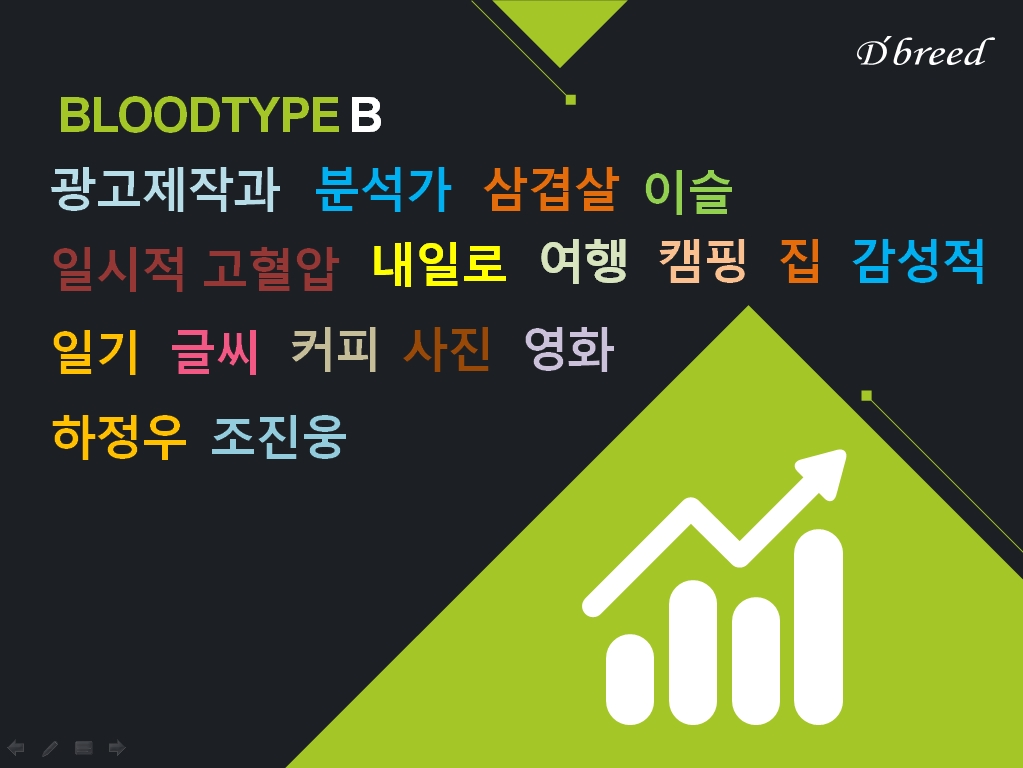 D'breed
BLOODTYPE B
광고제작과 분석가 삼겹살 이슬
일시적 고혈압 내일로 여행 캠핑 집 감성적
일기 글씨 커피 사진 영화
하정우 조진웅